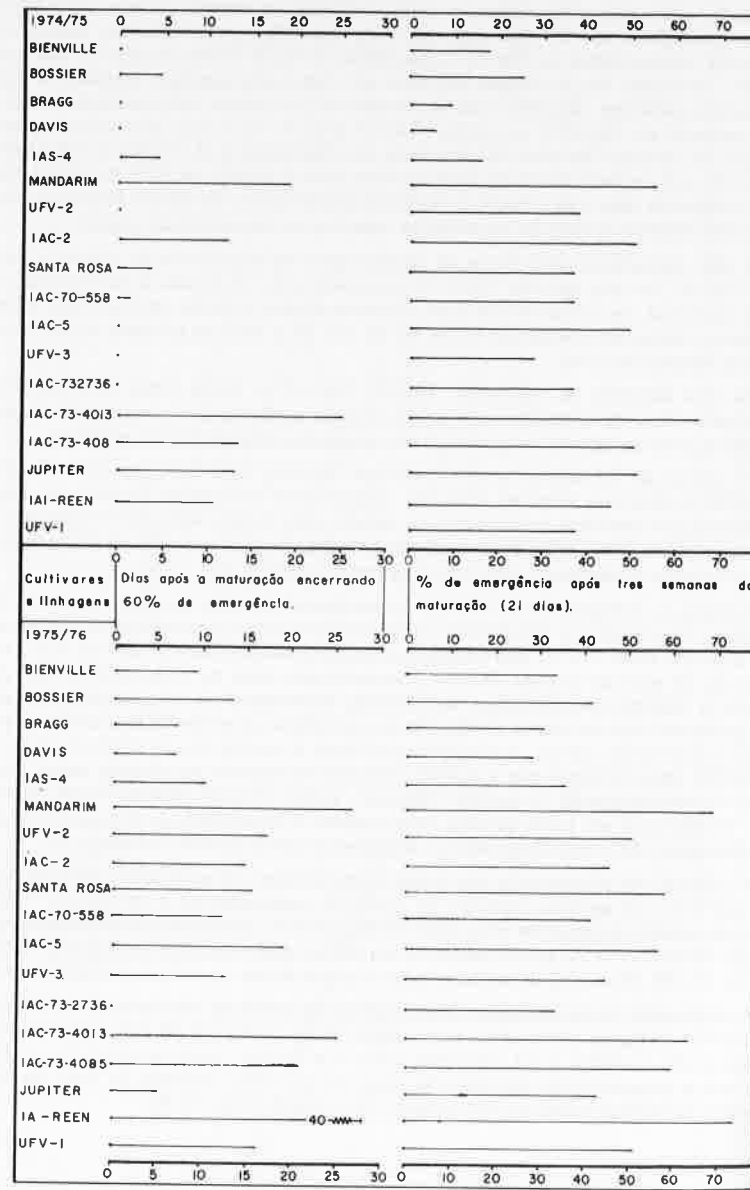 1974/75 0 5 10 15 20 25 30 0 10 20 30 40 50 60 70
BIENVILLE
BOSSIER
BRAGG
DAVIS
IAS-4
MANDARIM
UFV-2
IAC-2
SANTA ROSA
IAC-70-558
IAC-5
UFV-3
IAC-732736
IAC-73-4013
IAC-73-408
JUPITER
IAI-REEN
UFV-1
0 5 10 15 20 25 30 0 10 20 30 40 50 60 70
Cultivares Dias após a maturação encerrando % de emergência após tres semanas da
e linhagens 60% de emergência. maturação (21 dias).
1975/76 0 5 10 15 20 25 30 0 10 20 30 40 50 60 70
BIENVILLE
BOSSIER
BRAGG
DAVIS
IAS-4
MANDARIM
UFV-2
IAC-2
SANTA ROSA
IAC-70-558
IAC-5
UFV-3
IAC-73-2736
IAC-73-4013
IAC-73-4085
JUPITER
IA-REEN 40
UFV-1
0 5 10 15 20 25 30 0 10 20 30 40 50 60 70